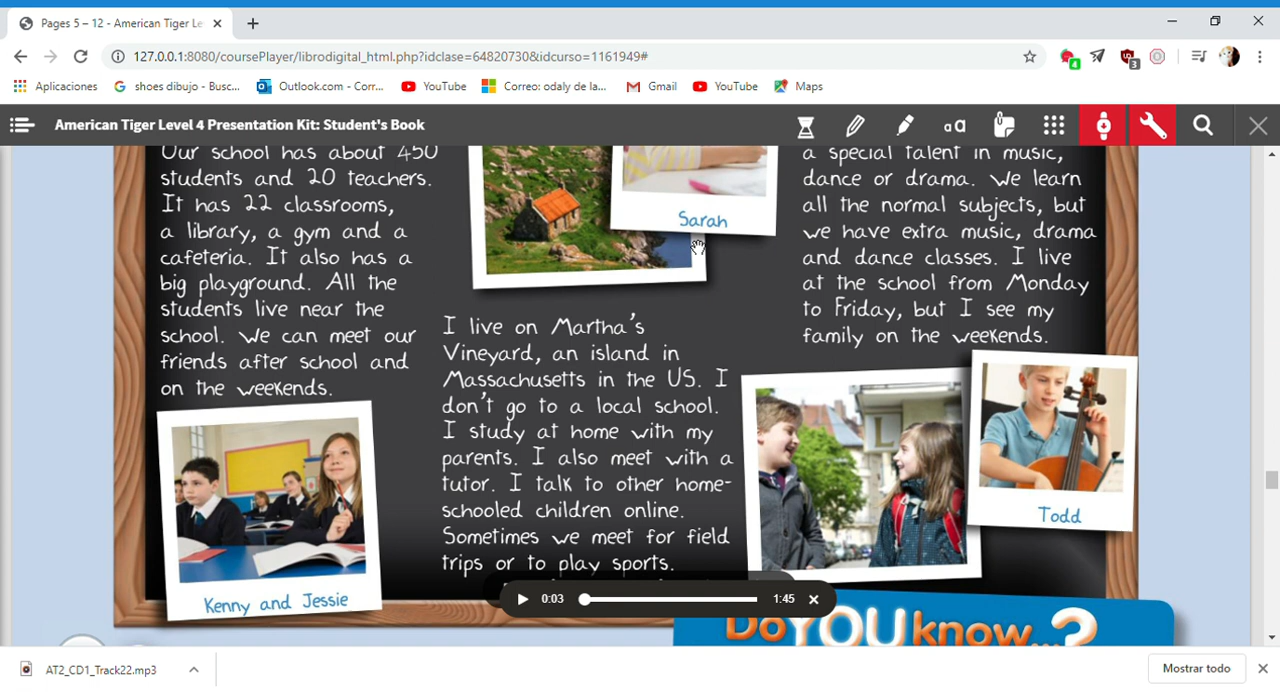 Pages 5 – 12 - American Tiger Le
127.0.0.1:8080/coursePlayer/librodigital_html.php?idclase=64820730&idcurso=1161949#
4
3
Aplicaciones
shoes dibujo - Busc...
Outlook.com - Corr...
YouTube
Correo: odaly de la...
Gmail
YouTube
Maps
American Tiger Level 4 Presentation Kit: Student's Book
aa
Our school has about 450
students and 20 teachers.
It has 22 classrooms,
a library, a gym and a
cafeteria. It also has a
big playground. All the
students live near the
school. We can meet our
friends after school and
on the weekends.
Kenny and Jessie
Sarah
I live on Martha's
Vineyard, an island in
Massachusetts in the US. I
don't go to a local school.
I study at home with my
parents. I also meet with a
tutor. I talk to other home-
schooled children online.
Sometimes we meet for field
trips or to play sports.
a special talent in music,
dance or drama. We learn
all the normal subjects, but
we have extra music, drama
and dance classes. I live
at the school from Monday
to Friday, but I see my
family on the weekends.
Todd
0:03
1:45
Do YOU know...?
AT2_CD1_Track22.mp3
Mostrar todo